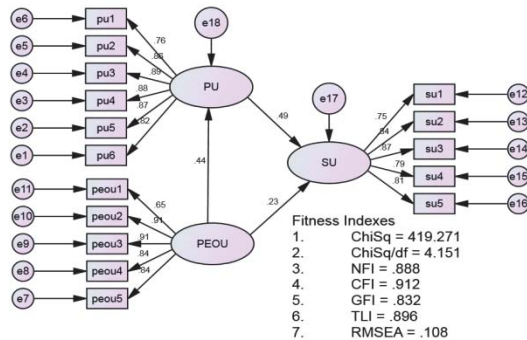 e6 pu1 .76
e5 pu2 .86
e4 pu3 .89
e3 pu4 .88
e2 pu5 .87
e1 pu6 .82
e18
PU
.49
e17
SU
.44
.23
e11 peou1 .65
e10 peou2 .91
e9 peou3 .91
e8 peou4 .84
e7 peou5 .84
PEOU
.75 su1 e12
.94 su2 e13
.87 su3 e14
.79 su4 e15
.81 su5 e16
Fitness Indexes
1. ChiSq = 419.271
2. ChiSq/df = 4.151
3. NFI = .888
4. CFI = .912
5. GFI = .832
6. TLI = .896
7. RMSEA = .108